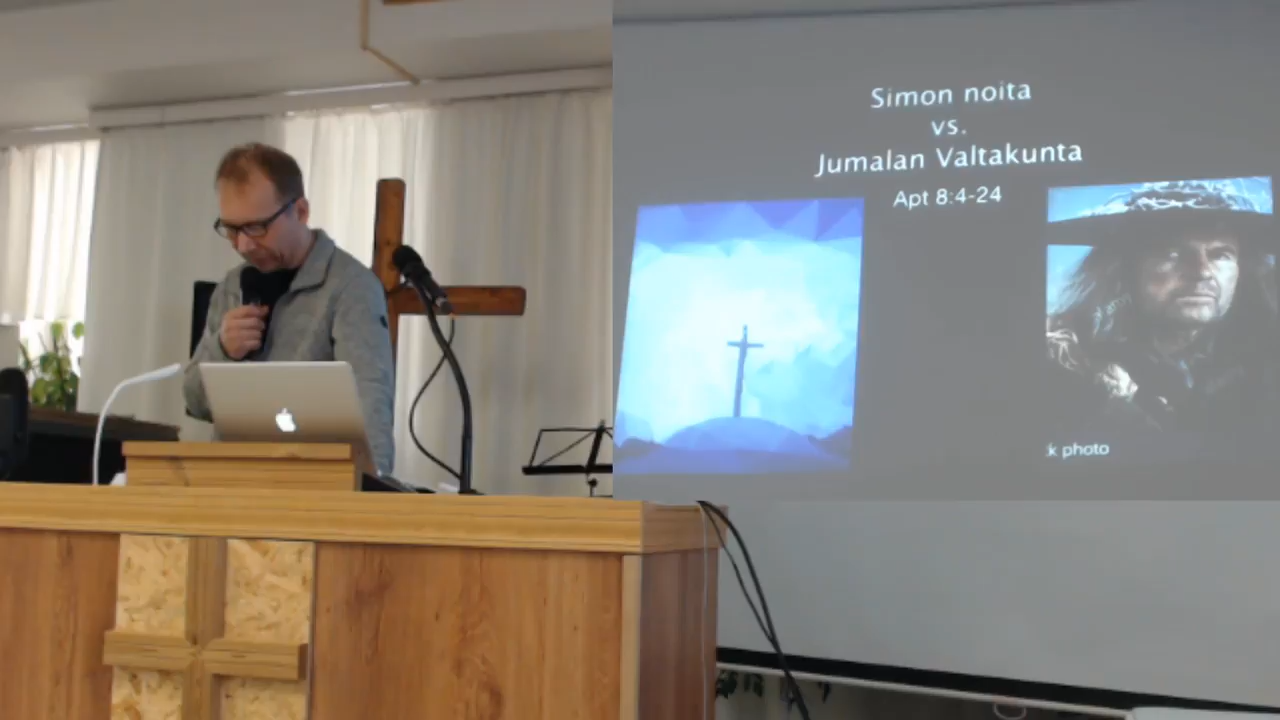 Simon noita
vs.
Jumalan Valtakunta
Apt 8:4-24
photo